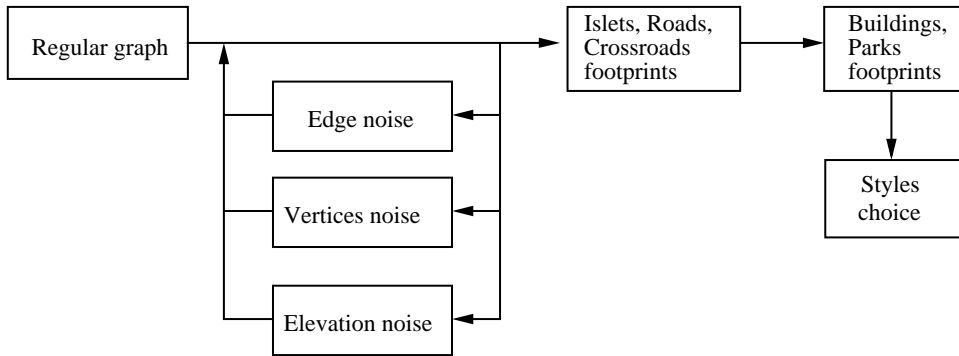 Regular graph
Islets, Roads,
Crossroads
footprints
Buildings,
Parks
footprints
Edge noise
Vertices noise
Elevation noise
Styles
choice